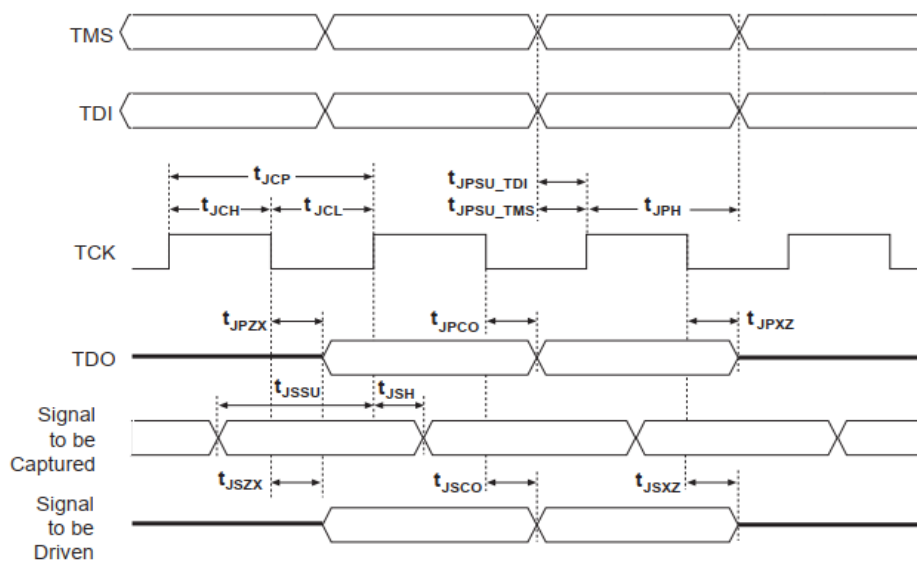 TMS
TDI
tJCP
tJPSU_TDI
tJCH tJCL tJPSU_TMS tJPH
TCK
tJPZX tJPCO tJPXZ
TDO
tJSSU tJSH
Signal
to be
Captured
tJSZX tJSCO tJSXZ
Signal
to be
Driven